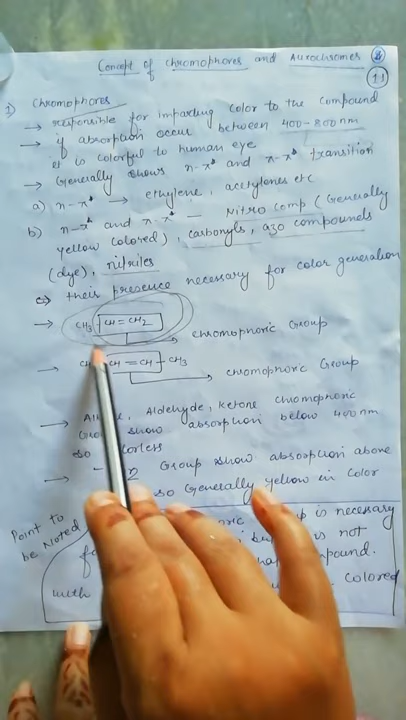 Concept of chromophores and Auxochromes 8
11
1) Chromophores
→ responsible for imparting color to the compound
→ if absorption occur between 400-800 nm
it is colorful to human eye
→ Generally shows π-π* and n-π* transition
a) π-π* → ethylene, acetylenes etc
b) π-π* and n-π* — Nitro comp (Generally
yellow colored), carbonyls, azo compounds
(dye), nitriles
c) their presence necessary for color generation
→ CH3 CH = CH2
chromophoric Group
→ CH = CH - CH3
chromophoric Group
→ Aldehyde, ketone chromophoric
show absorption below 400 nm
so
→ Group show absorption above
so Generally yellow in color
Point to
be Noted
is necessary
is not
compound.
with colored